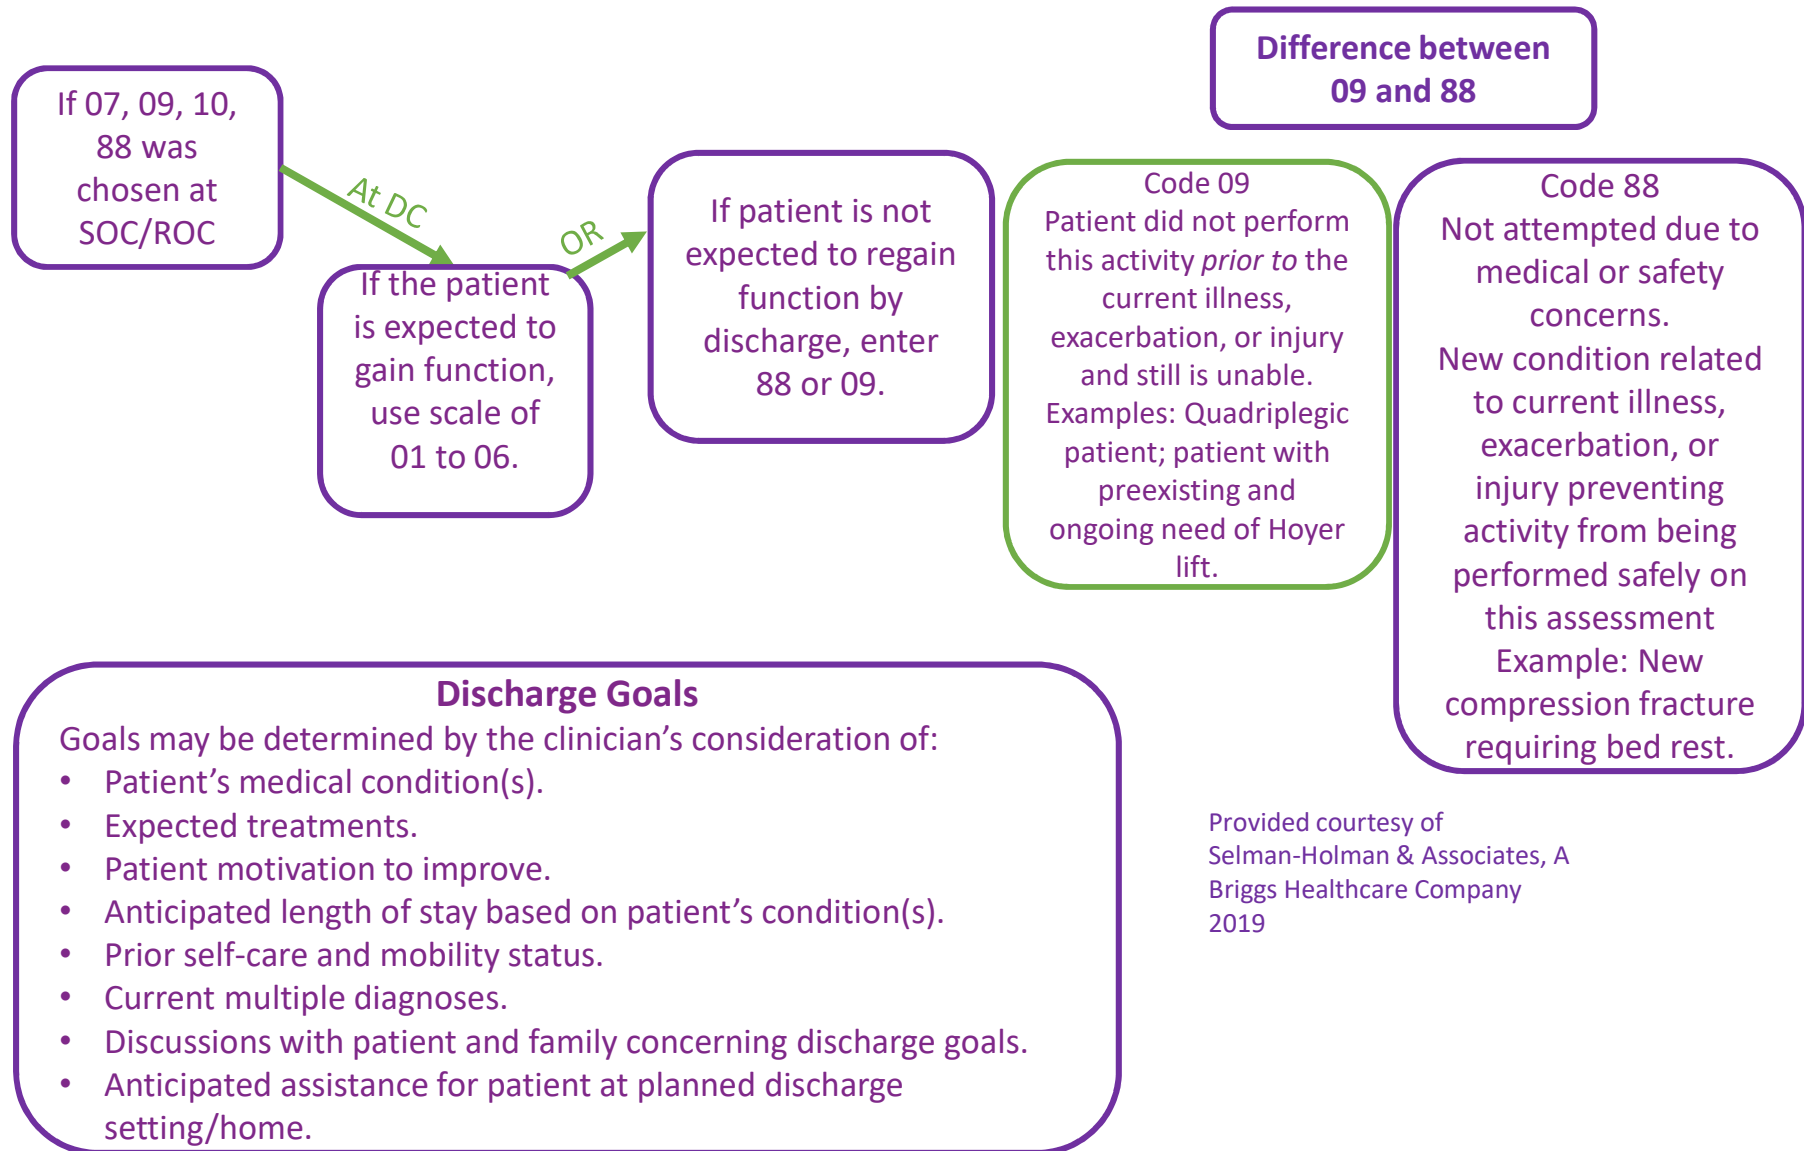 Difference between
09 and 88
If 07, 09, 10,
88 was
chosen at
SOC/ROC
At DC
If the patient
is expected to
gain function,
use scale of
01 to 06.
OR
If patient is not
expected to regain
function by
discharge, enter
88 or 09.
Code 09
Patient did not perform
this activity prior to the
current illness,
exacerbation, or injury
and still is unable.
Examples: Quadriplegic
patient; patient with
preexisting and
ongoing need of Hoyer
lift.
Code 88
Not attempted due to
medical or safety
concerns.
New condition related
to current illness,
exacerbation, or
injury preventing
activity from being
performed safely on
this assessment
Example: New
compression fracture
requiring bed rest.
Discharge Goals
Goals may be determined by the clinician’s consideration of:
• Patient’s medical condition(s).
• Expected treatments.
• Patient motivation to improve.
• Anticipated length of stay based on patient’s condition(s).
• Prior self-care and mobility status.
• Current multiple diagnoses.
• Discussions with patient and family concerning discharge goals.
• Anticipated assistance for patient at planned discharge
setting/home.
Provided courtesy of
Selman-Holman & Associates, A
Briggs Healthcare Company
2019